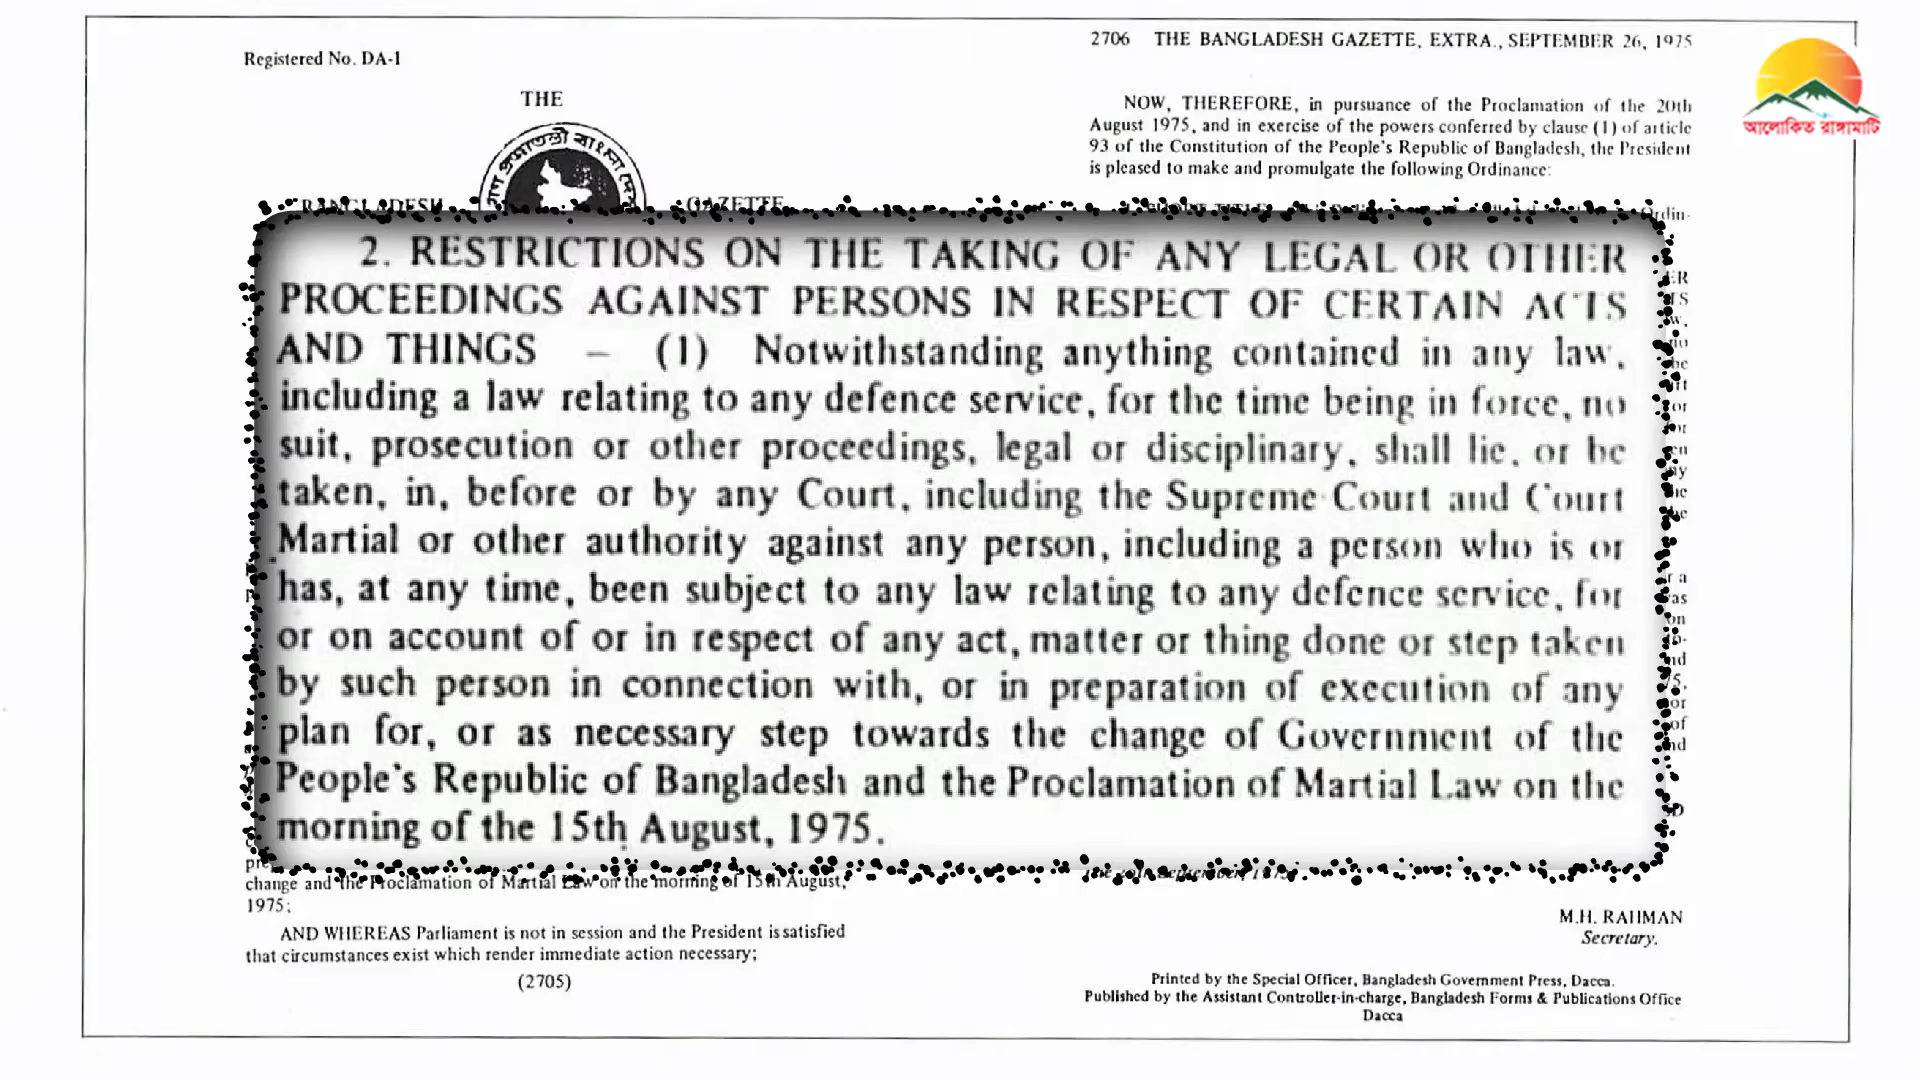 Registered No. DA-1
THE
BANGLADESH GAZETTE
2706 THE BANGLADESH GAZETTE, EXTRA., SEPTEMBER 26, 1975
NOW, THEREFORE, in pursuance of the Proclamation of the 20th
August 1975, and in exercise of the powers conferred by clause (1) of article
93 of the Constitution of the People's Republic of Bangladesh, the President
is pleased to make and promulgate the following Ordinance:
আলোকিত রাঙ্গামাটি
2. RESTRICTIONS ON THE TAKING OF ANY LEGAL OR OTHER
PROCEEDINGS AGAINST PERSONS IN RESPECT OF CERTAIN ACTS
AND THINGS – (1) Notwithstanding anything contained in any law,
including a law relating to any defence service, for the time being in force, no
suit, prosecution or other proceedings, legal or disciplinary, shall lie, or be
taken, in, before or by any Court, including the Supreme Court and Court
Martial or other authority against any person, including a person who is or
has, at any time, been subject to any law relating to any defence service, for
or on account of or in respect of any act, matter or thing done or step taken
by such person in connection with, or in preparation of execution of any
plan for, or as necessary step towards the change of Government of the
People's Republic of Bangladesh and the Proclamation of Martial Law on the
morning of the 15th August, 1975.
change and the Proclamation of Martial Law on the morning of 15th August,
1975;
AND WHEREAS Parliament is not in session and the President is satisfied
that circumstances exist which render immediate action necessary;
(2705)
M.H. RAHMAN
Secretary.
Printed by the Special Officer, Bangladesh Government Press, Dacca.
Published by the Assistant Controller-in-charge, Bangladesh Forms & Publications Office
Dacca